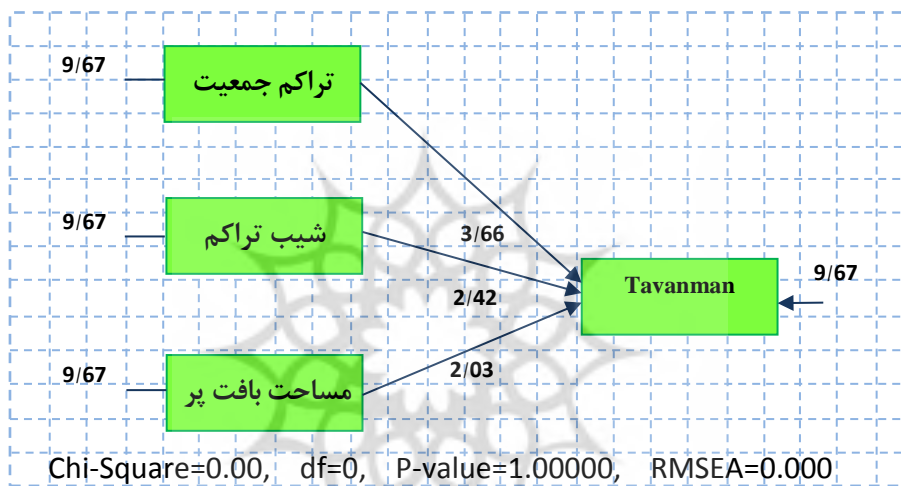 9/67
تراکم جمعیت
9/67
شیب تراکم
3/66
Tavanman
9/67
2/42
2/03
9/67
مساحت بافت پر
Chi-Square=0.00, df=0, P-value=1.00000, RMSEA=0.000